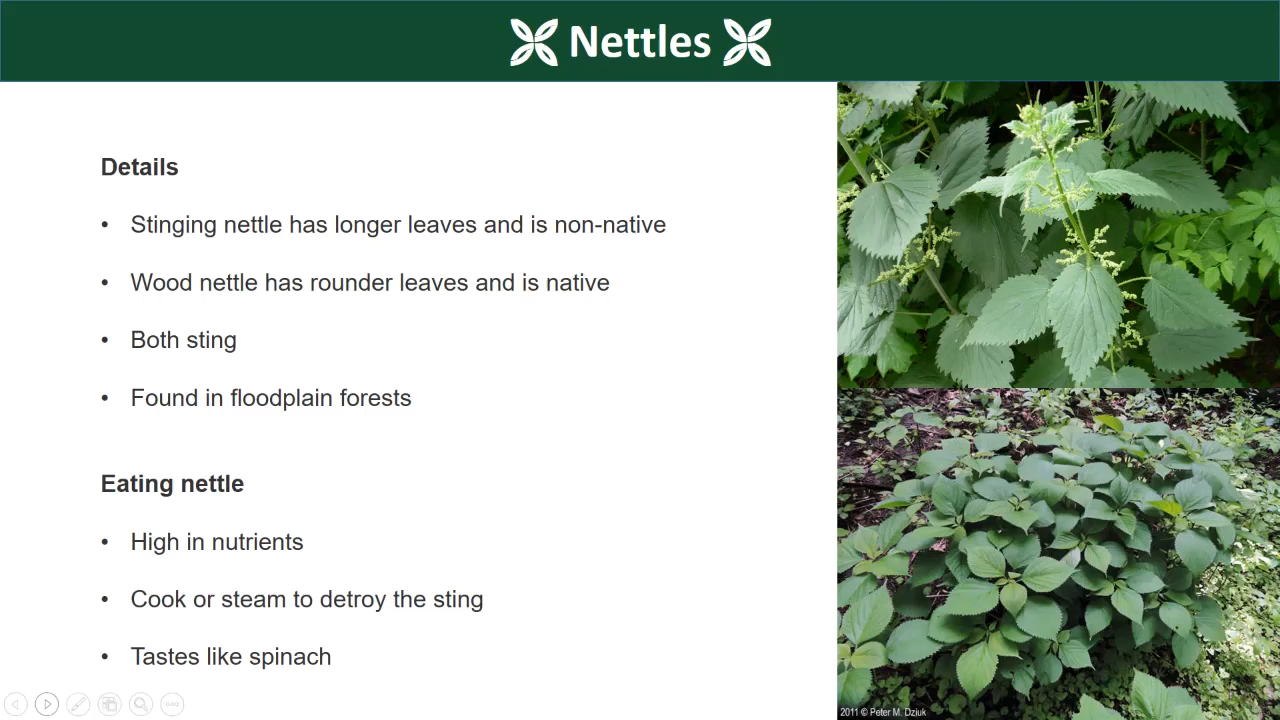 Nettles
Details
• Stinging nettle has longer leaves and is non-native
• Wood nettle has rounder leaves and is native
• Both sting
• Found in floodplain forests
Eating nettle
• High in nutrients
• Cook or steam to detroy the sting
• Tastes like spinach
2011 © Peter M. Dziuk